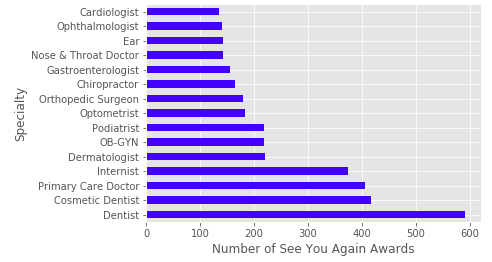 Cardiologist
Ophthalmologist
Ear
Nose & Throat Doctor
Gastroenterologist
Chiropractor
Orthopedic Surgeon
Optometrist
Podiatrist
OB-GYN
Dermatologist
Internist
Primary Care Doctor
Cosmetic Dentist
Dentist
Specialty
0 100 200 300 400 500 600
Number of See You Again Awards